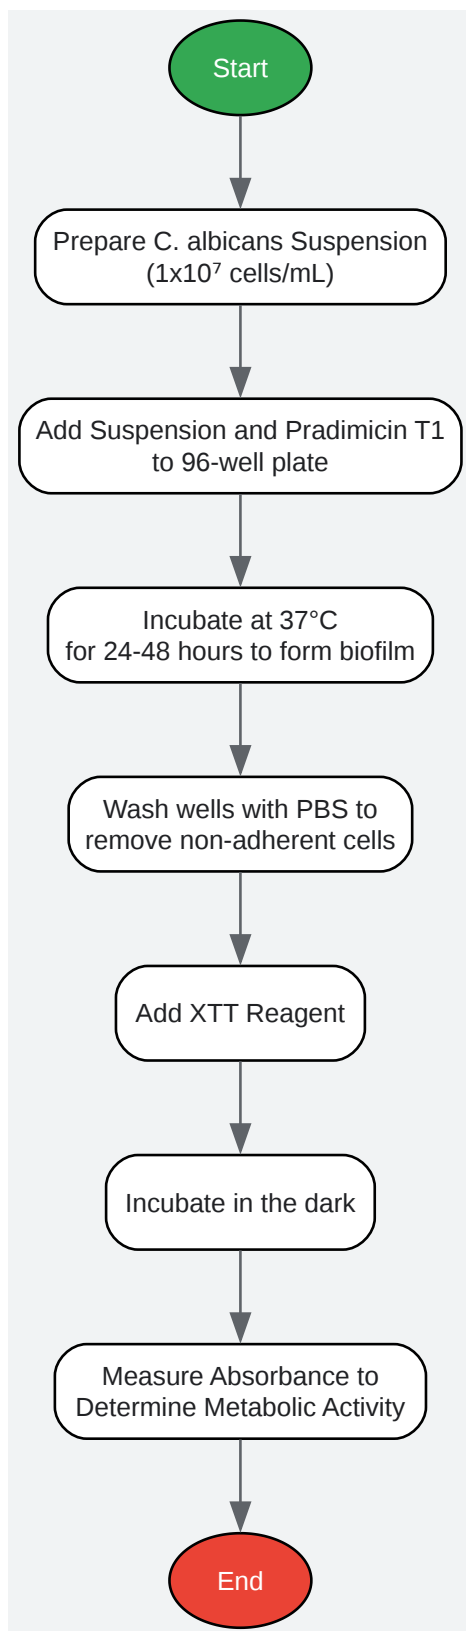 Start
Prepare C. albicans Suspension
(1x10⁷ cells/mL)
Add Suspension and Pradimicin T1
to 96-well plate
Incubate at 37°C
for 24-48 hours to form biofilm
Wash wells with PBS to
remove non-adherent cells
Add XTT Reagent
Incubate in the dark
Measure Absorbance to
Determine Metabolic Activity
End